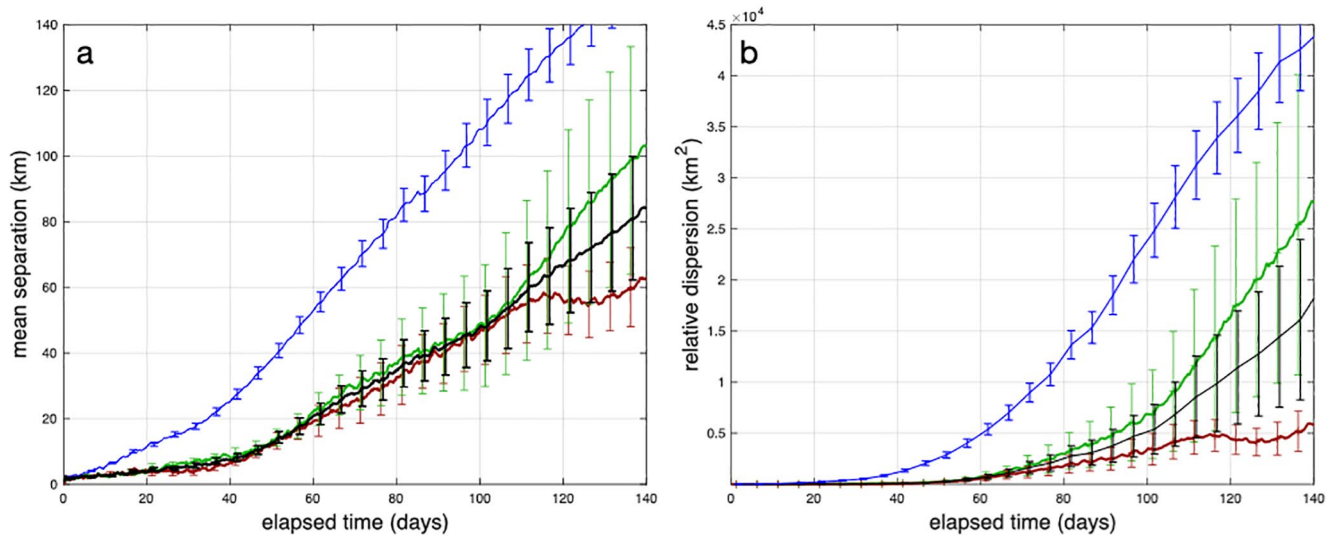 a
140
120
100
80
60
40
20
0
mean separation (km)
0 20 40 60 80 100 120 140
elapsed time (days)
×10⁴
b
4.5
4
3.5
3
2.5
2
1.5
1
0.5
relative dispersion (km²)
0 20 40 60 80 100 120 140
elapsed time (days)